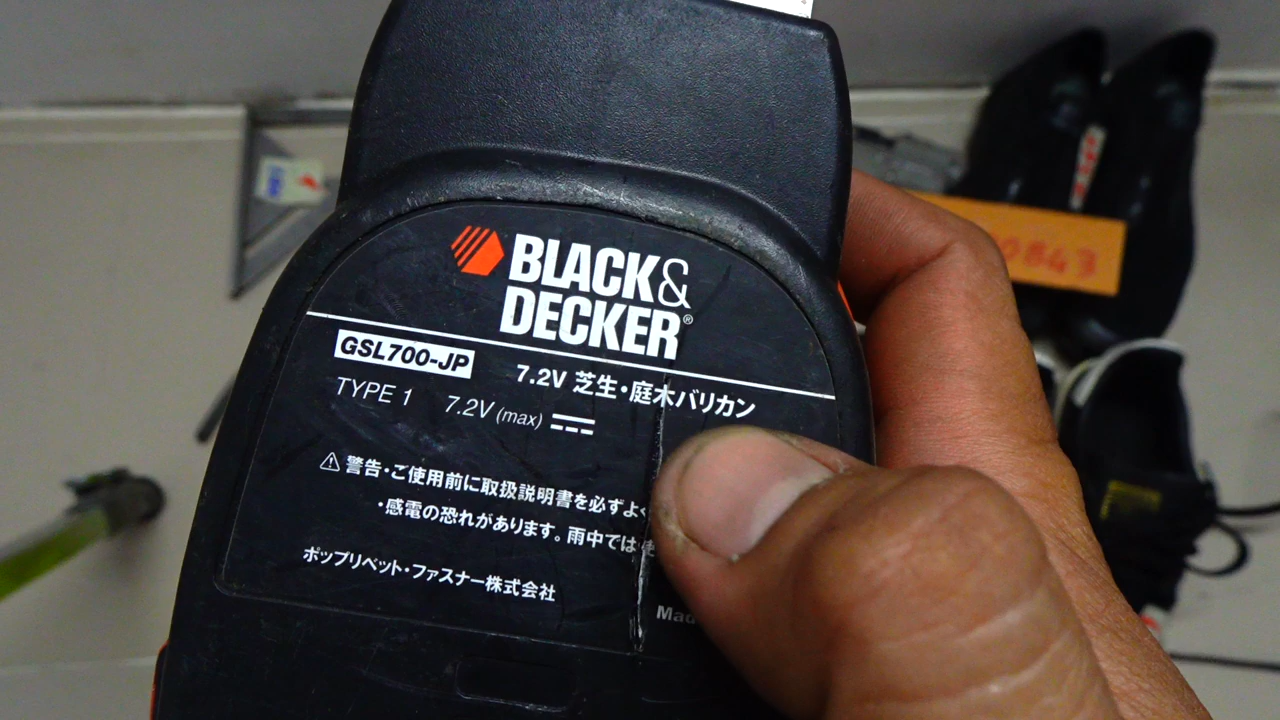 BLACK&
DECKER®
GSL700-JP
7.2V 芝生・庭木バリカン
TYPE 1 7.2V (max)
⚠ 警告・ご使用前に取扱説明書を必ずよく
・感電の恐れがあります。雨中では使
ポップリベット・ファスナー株式会社
Mad
0843